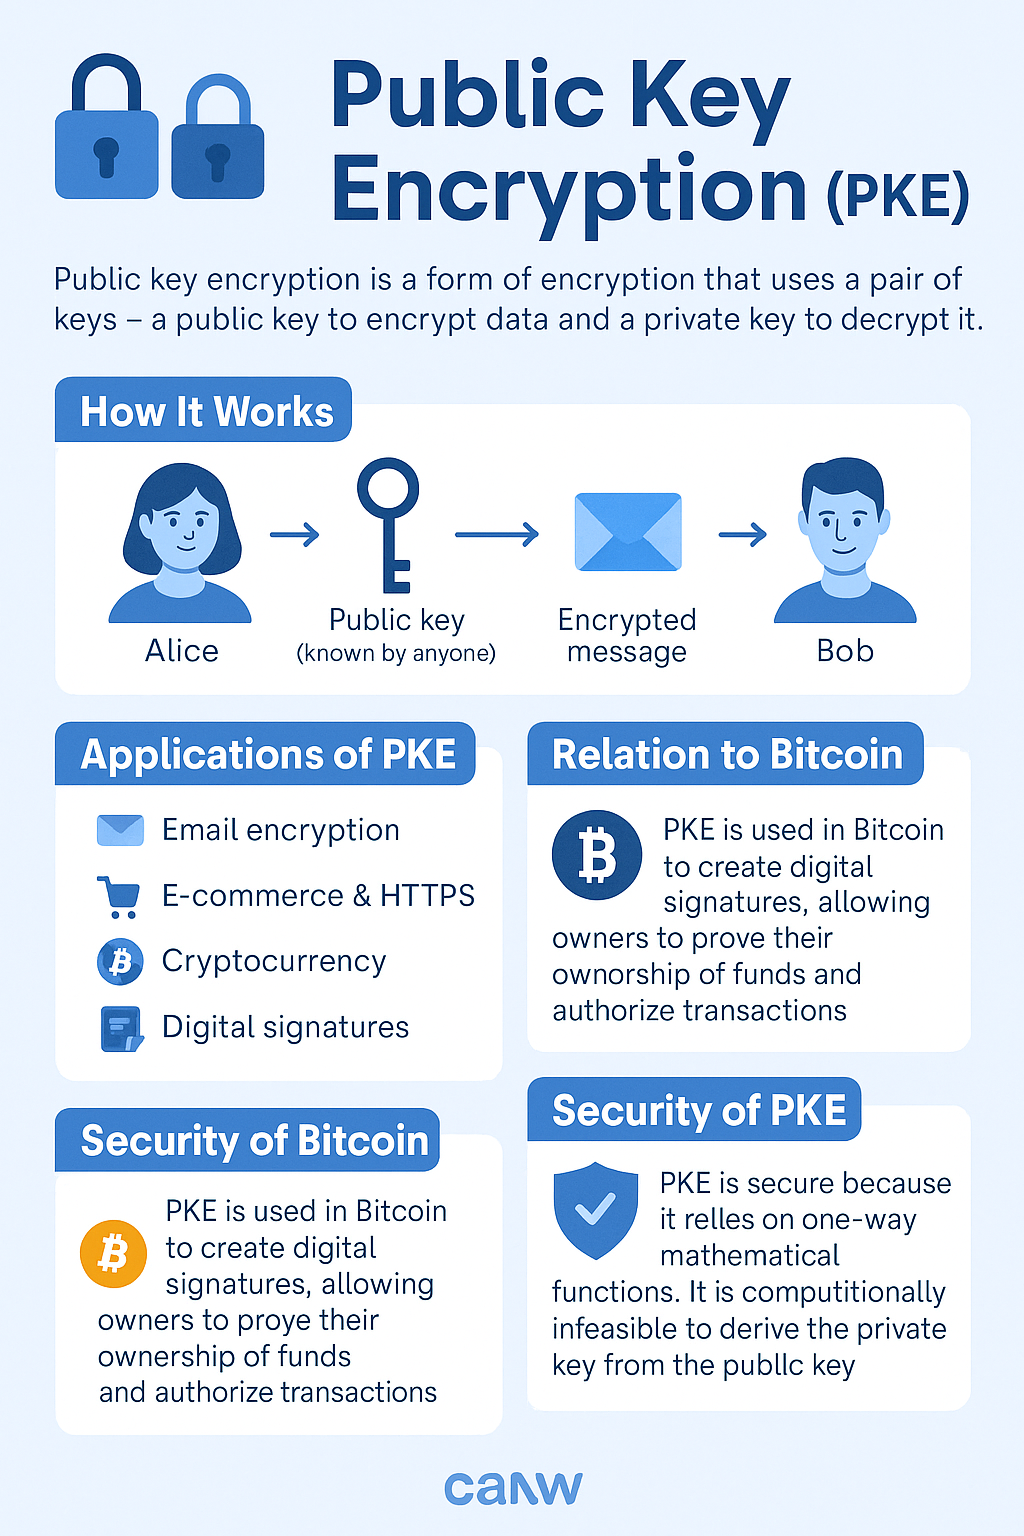 Public Key
Encryption (PKE)
Public key encryption is a form of encryption that uses a pair of
keys – a public key to encrypt data and a private key to decrypt it.
How It Works
Alice
Public key
(known by anyone)
Encrypted
message
Bob
Applications of PKE
Email encryption
E-commerce & HTTPS
Cryptocurrency
Digital signatures
Relation to Bitcoin
PKE is used in Bitcoin
to create digital
signatures, allowing
owners to prove their
ownorship of funds and
authorize transactions
Security of Bitcoin
PKE is used in Bitcoin
to create digital
signatures, allowing
owners to proye their
ownership of funds
and authorize transactions
Security of PKE
PKE is secure because
it relles on one-way
mathematical
functions. It is computitionally
infeasible to derive the private
key from the publlc key